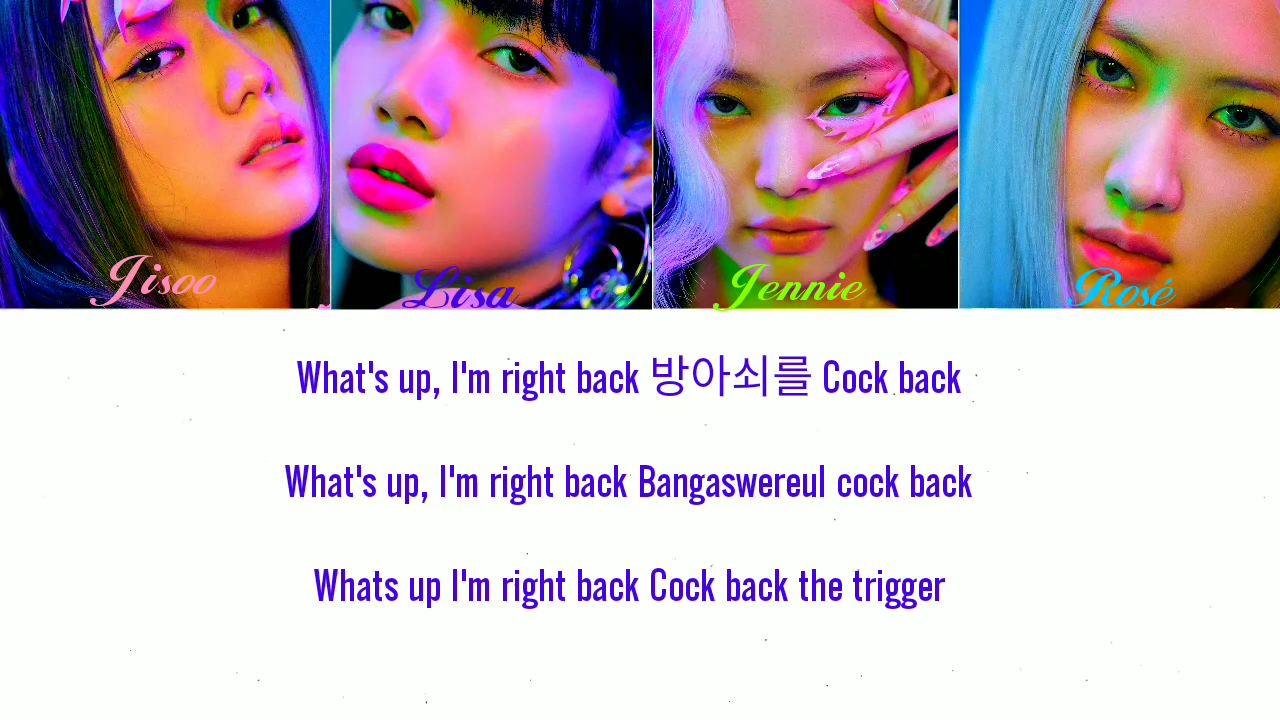 Jisoo
Lisa
Jennie
Rosé
What's up, I'm right back 방아쇠를 Cock back
What's up, I'm right back Bangaswereul cock back
Whats up I'm right back Cock back the trigger